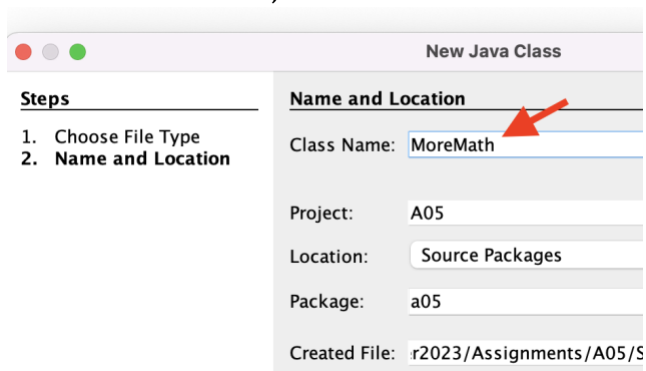 New Java Class
Steps
1. Choose File Type
2. Name and Location
Name and Location
Class Name: MoreMath
Project: A05
Location: Source Packages
Package: a05
Created File: r2023/Assignments/A05/S